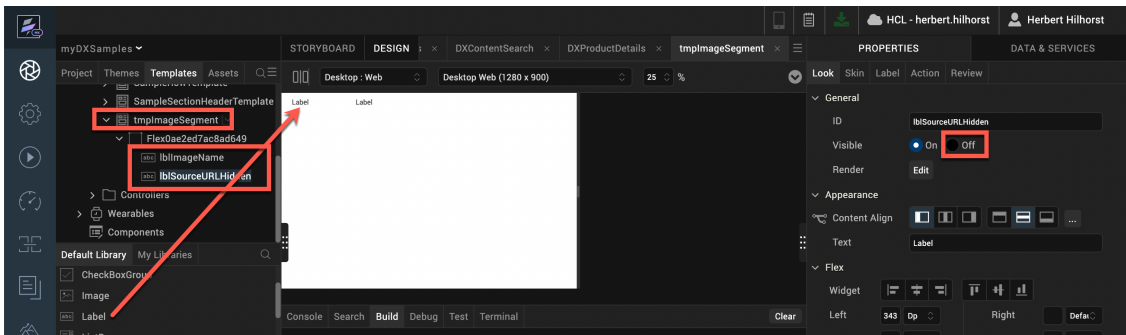 HCL - herbert.hilhorst Herbert Hilhorst
myDXSamples STORYBOARD DESIGN DXContentSearch × DXProductDetails × tmpImageSegment × PROPERTIES DATA & SERVICES
Project Themes Templates Assets Desktop : Web Desktop Web (1280 x 900) 25 % Look Skin Label Action Review
SampleRowTemplate
SampleSectionHeaderTemplate Label Label General
tmpImageSegment ID lblSourceURLHidden
Flex0ae2ed7ac8ad649 Visible On Off
lblImageName
abc lblSourceURLHidden Render Edit
Controllers Appearance
Wearables Content Align ...
Components Text Label
Default Library My Libraries Flex
CheckBoxGroup Widget
Image
Label Console Search Build Debug Test Terminal Clear Left 343 Dp Right Defau